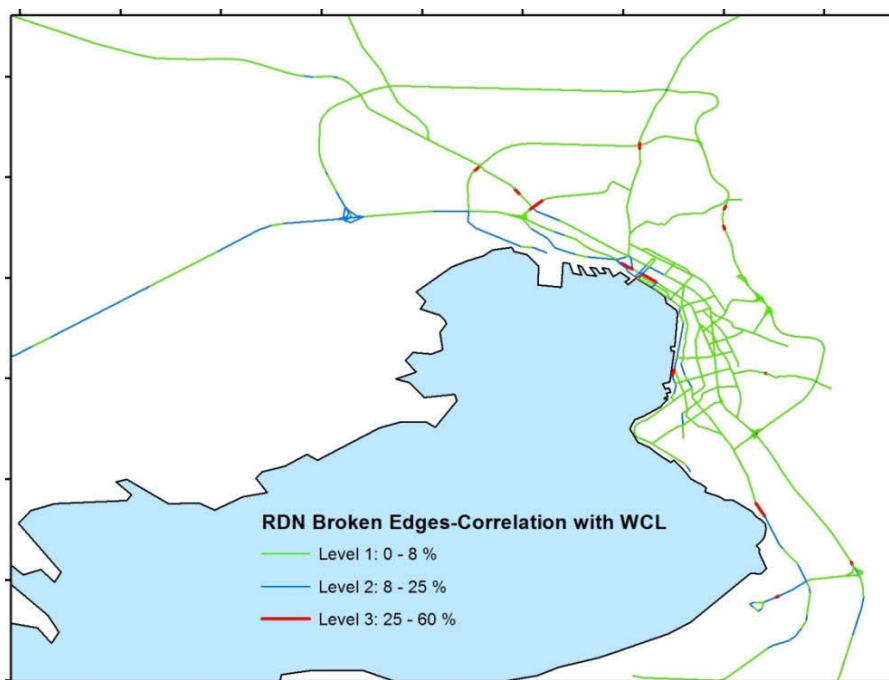 RDN Broken Edges-Correlation with WCL
Level 1: 0 - 8 %
Level 2: 8 - 25 %
Level 3: 25 - 60 %